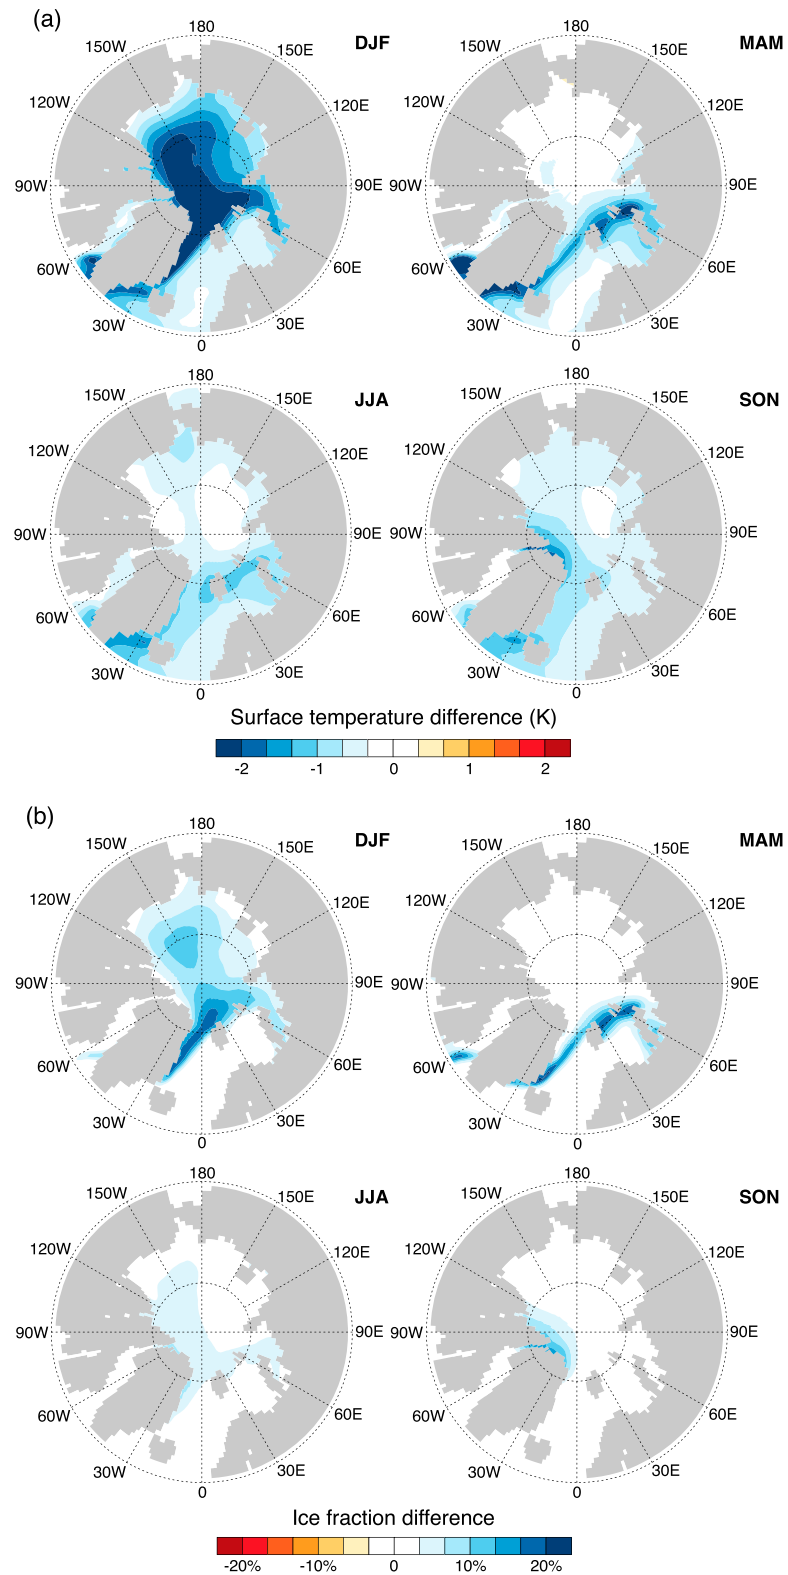 (a)
180
150W 150E DJF
120W 120E
90W 90E
60W 60E
30W 30E
0
180
150E MAM
120W 120E
90W 90E
60W 60E
30W 30E
0
180
150W 150E JJA
120W 120E
90W 90E
60W 60E
30W 30E
0
180
150W 150E SON
120W 120E
90W 90E
60W 60E
30W 30E
0
Surface temperature difference (K)
-2 -1 0 1 2
(b)
180
150W 150E DJF
120W 120E
90W 90E
60W 60E
30W 30E
0
180
150W 150E MAM
120W 120E
90W 90E
60W 60E
30W 30E
0
180
150W 150E JJA
120W 120E
90W 90E
60W 60E
30W 30E
0
180
150W 150E SON
120W 120E
90W 90E
60W 60E
30W 30E
0
Ice fraction difference
-20% -10% 0 10% 20%